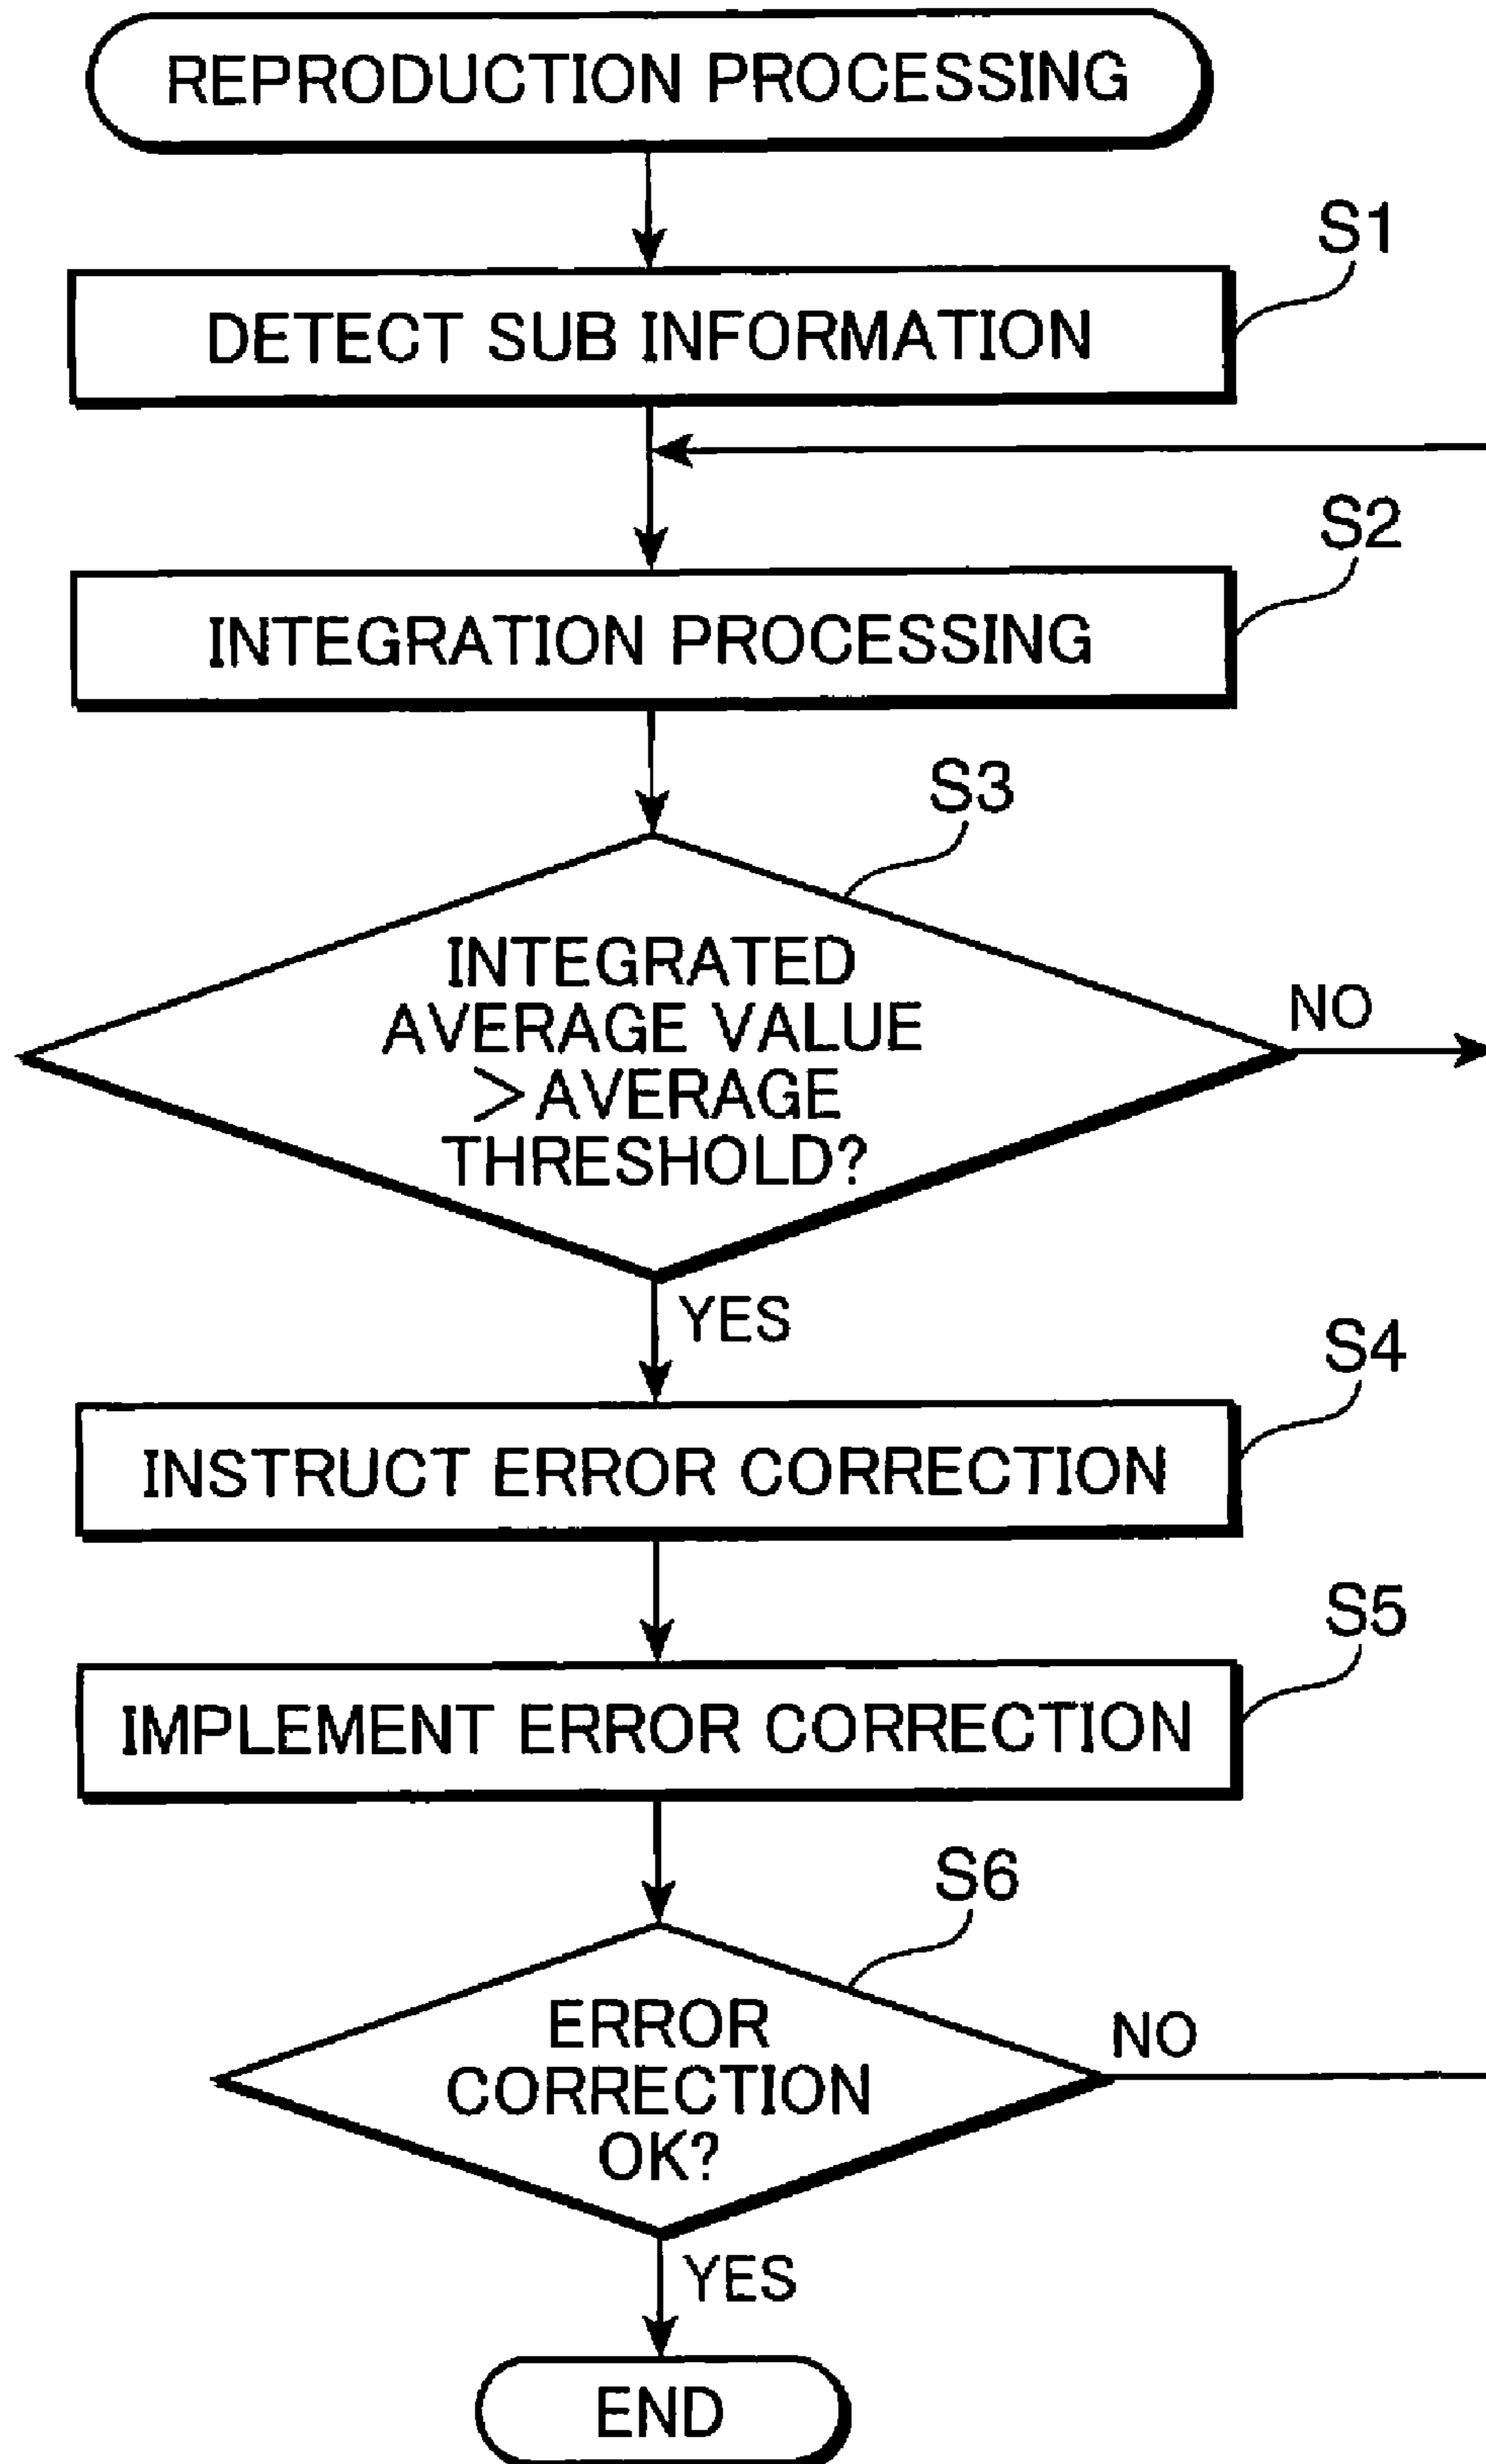 REPRODUCTION PROCESSING
S1
DETECT SUB INFORMATION
S2
INTEGRATION PROCESSING
S3
INTEGRATED
AVERAGE VALUE
>AVERAGE
THRESHOLD?
NO
YES
S4
INSTRUCT ERROR CORRECTION
S5
IMPLEMENT ERROR CORRECTION
S6
ERROR
CORRECTION
OK?
NO
YES
END